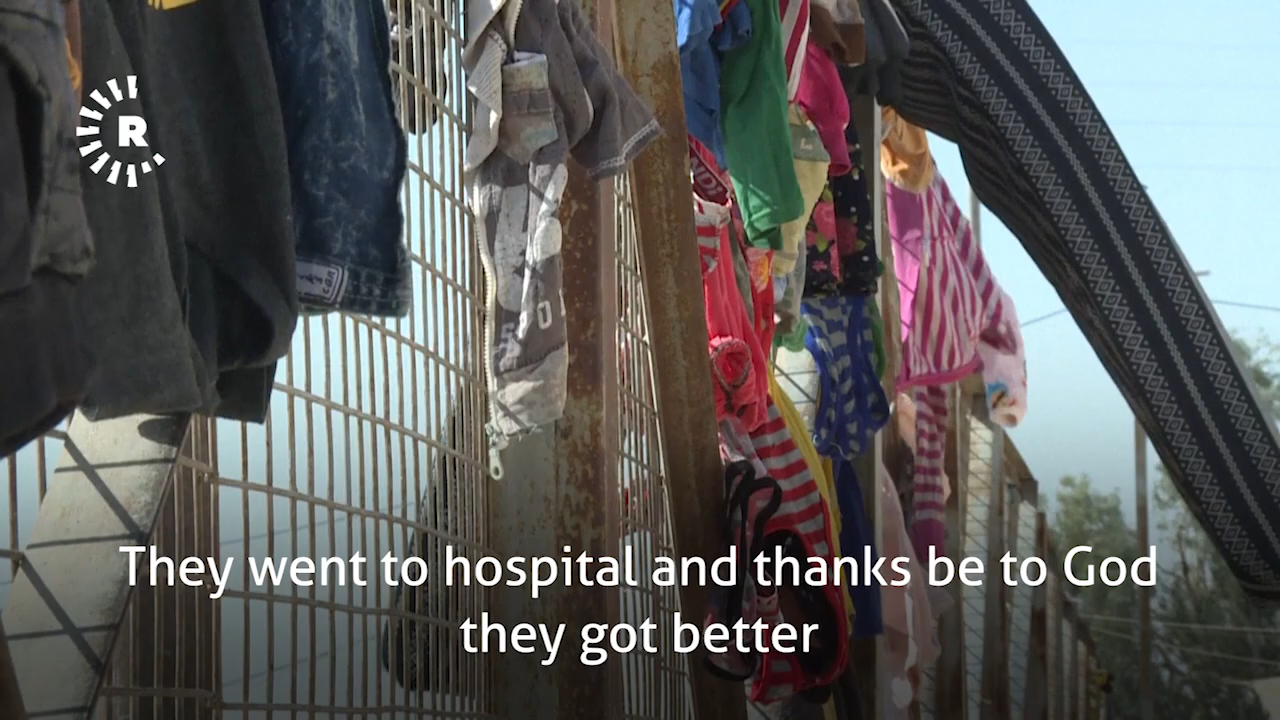 R
They went to hospital and thanks be to God
they got better